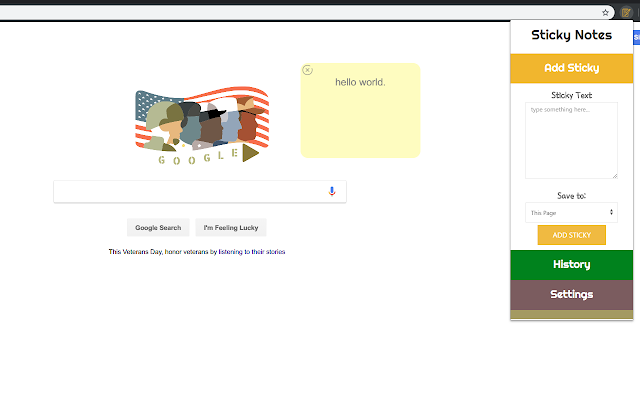 Sticky Notes
Add Sticky
Sticky Text
type something here...
Save to:
This Page
ADD STICKY
History
Settings
hello world.
GOOGLE
Google Search
I'm Feeling Lucky
This Veterans Day, honor veterans by listening to their stories